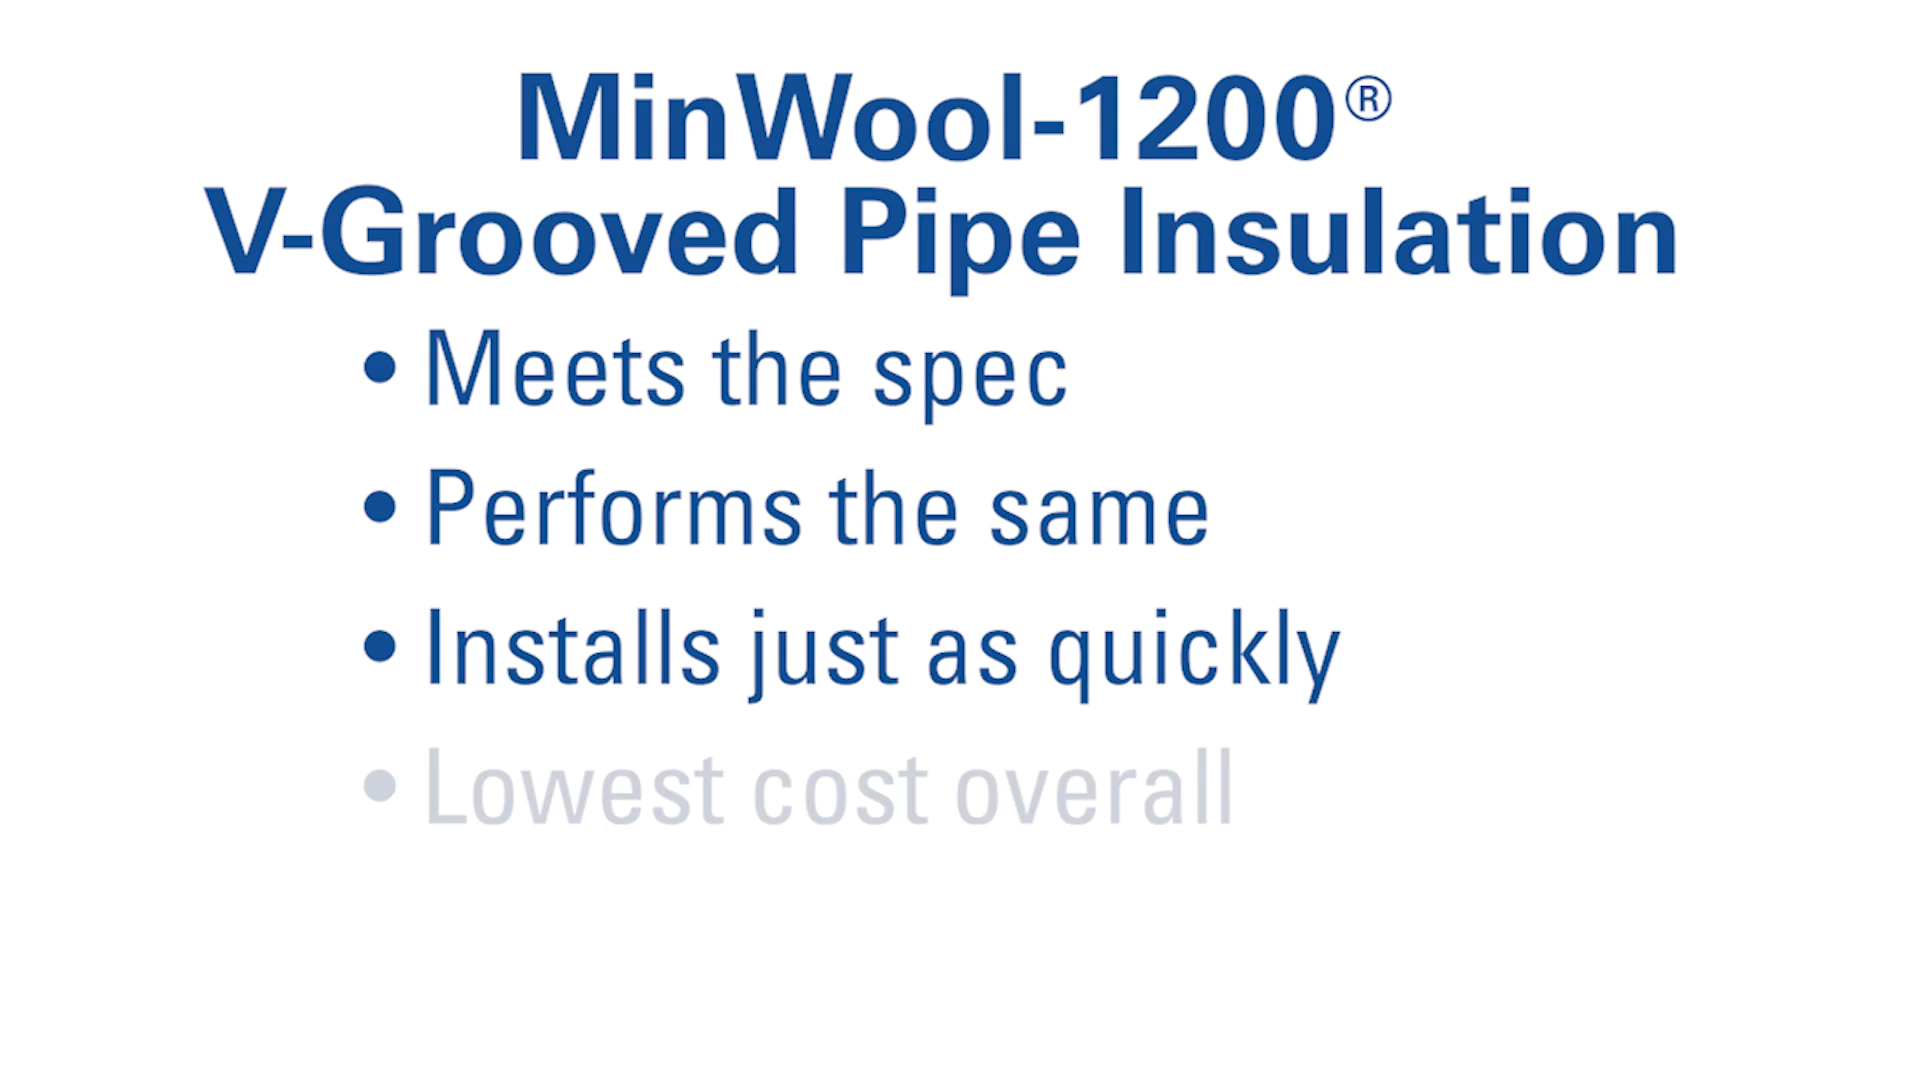 MinWool-1200®
V-Grooved Pipe Insulation
• Meets the spec
• Performs the same
• Installs just as quickly
• Lowest cost overall